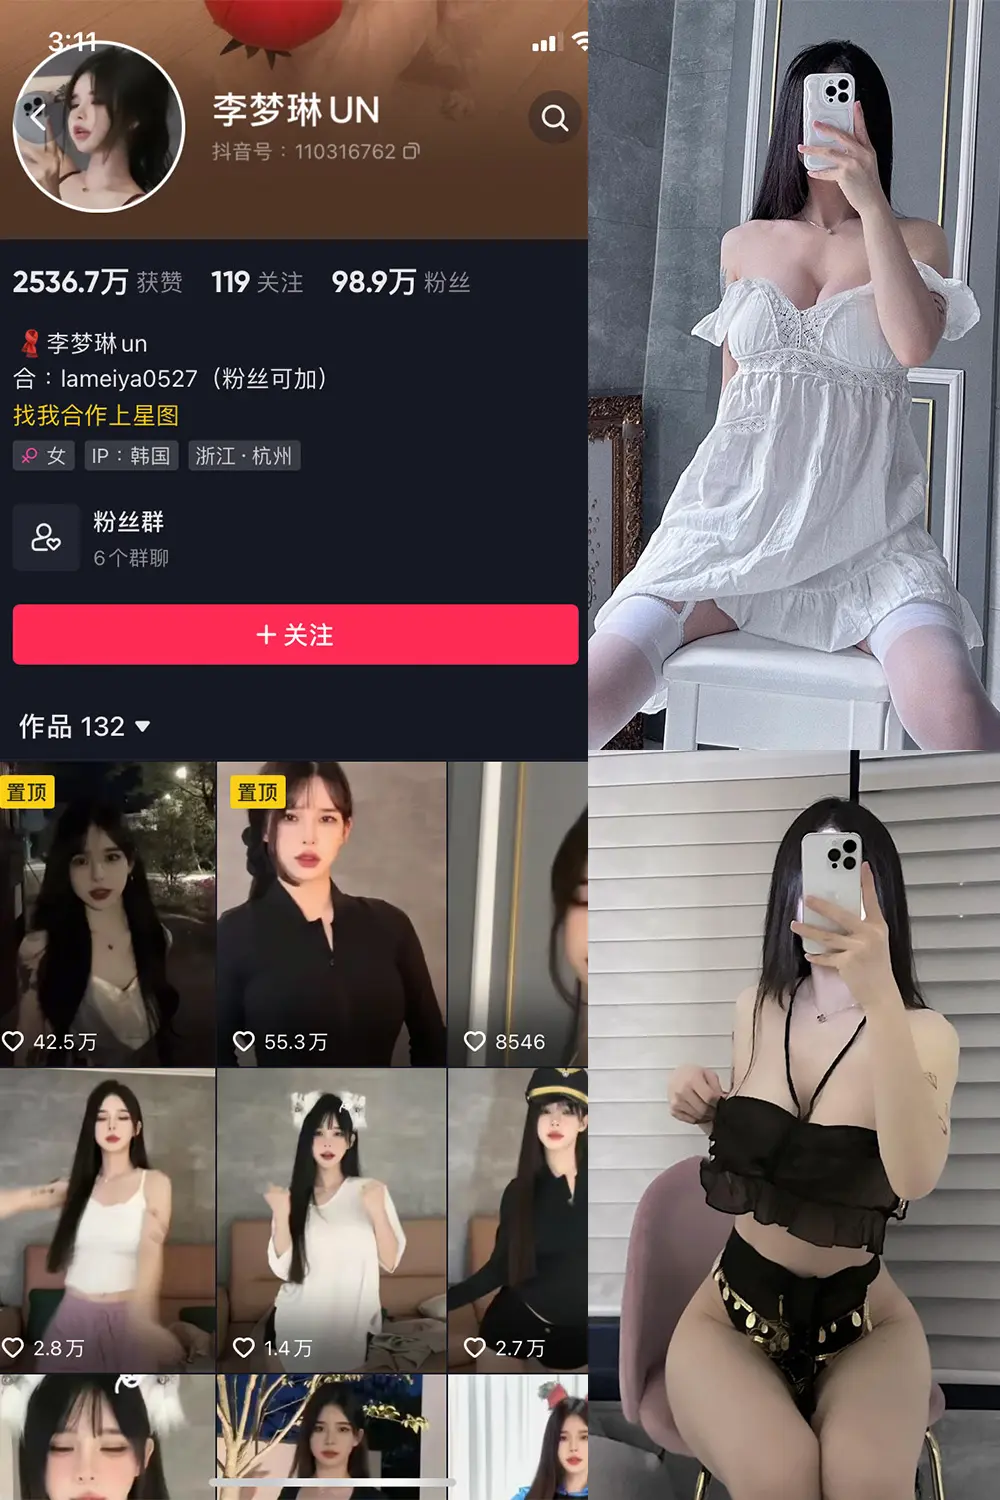 3:11
李梦琳UN
抖音号：110316762
2536.7万 获赞 119 关注 98.9万 粉丝
李梦琳un
合：lameiya0527（粉丝可加）
找我合作上星图
女 IP：韩国 浙江·杭州
粉丝群
6个群聊
+ 关注
作品 132
置顶 置顶
42.5万 55.3万 8546
2.8万 1.4万 2.7万